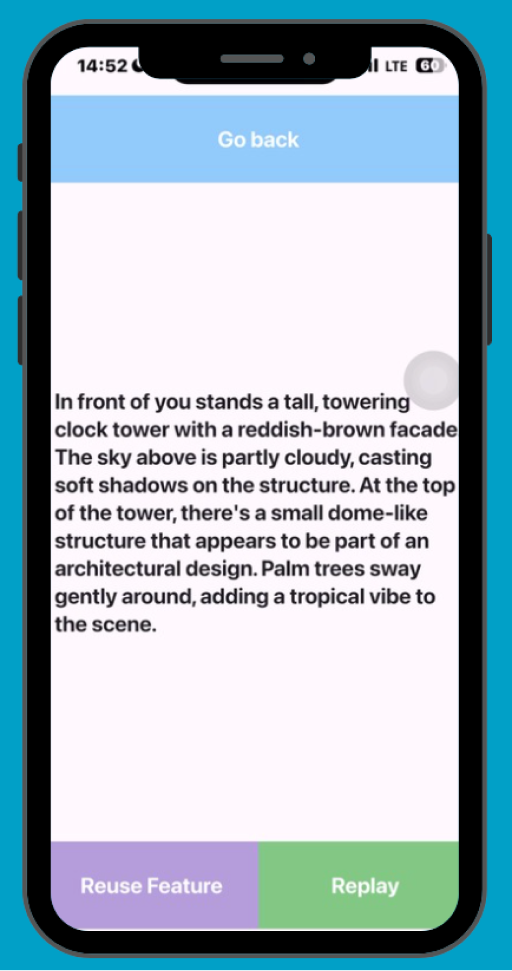 14:52
LTE
60
Go back
In front of you stands a tall, towering
clock tower with a reddish-brown facade
The sky above is partly cloudy, casting
soft shadows on the structure. At the top
of the tower, there's a small dome-like
structure that appears to be part of an
architectural design. Palm trees sway
gently around, adding a tropical vibe to
the scene.
Reuse Feature
Replay